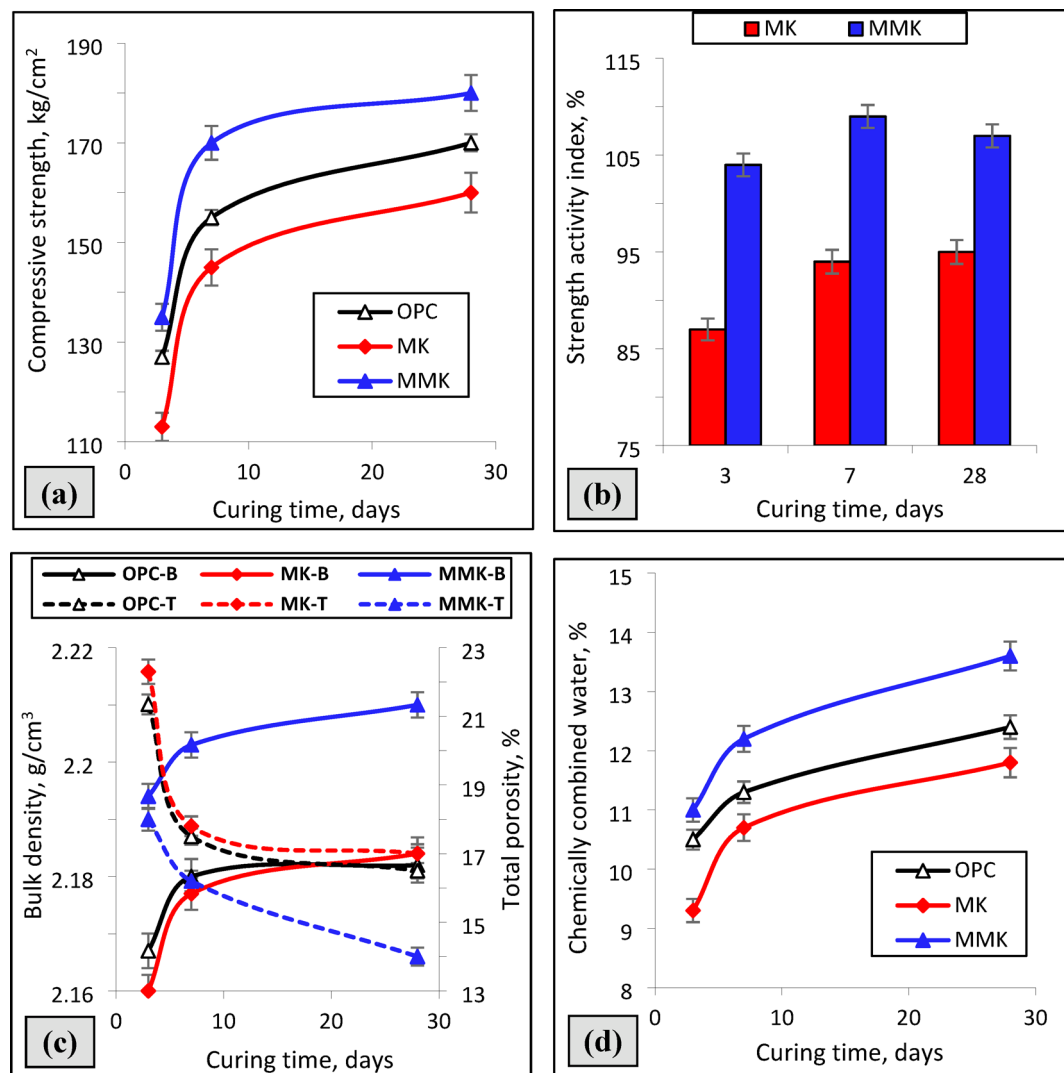 190
170
150
130
110
Compressive strength, kg/cm²
OPC
MK
MMK
0 10 20 30
Curing time, days
(a)
MK MMK
115
105
95
85
75
Strength activity index, %
3 7 28
Curing time, days
(b)
OPC-B MK-B MMK-B
OPC-T MK-T MMK-T
2.22
2.2
2.18
2.16
Bulk density, g/cm³
23
21
19
17
15
13
Total porosity, %
0 10 20 30
Curing time, days
(c)
15
14
13
12
11
10
9
8
Chemically combined water, %
OPC
MK
MMK
0 10 20 30
Curing time, days
(d)